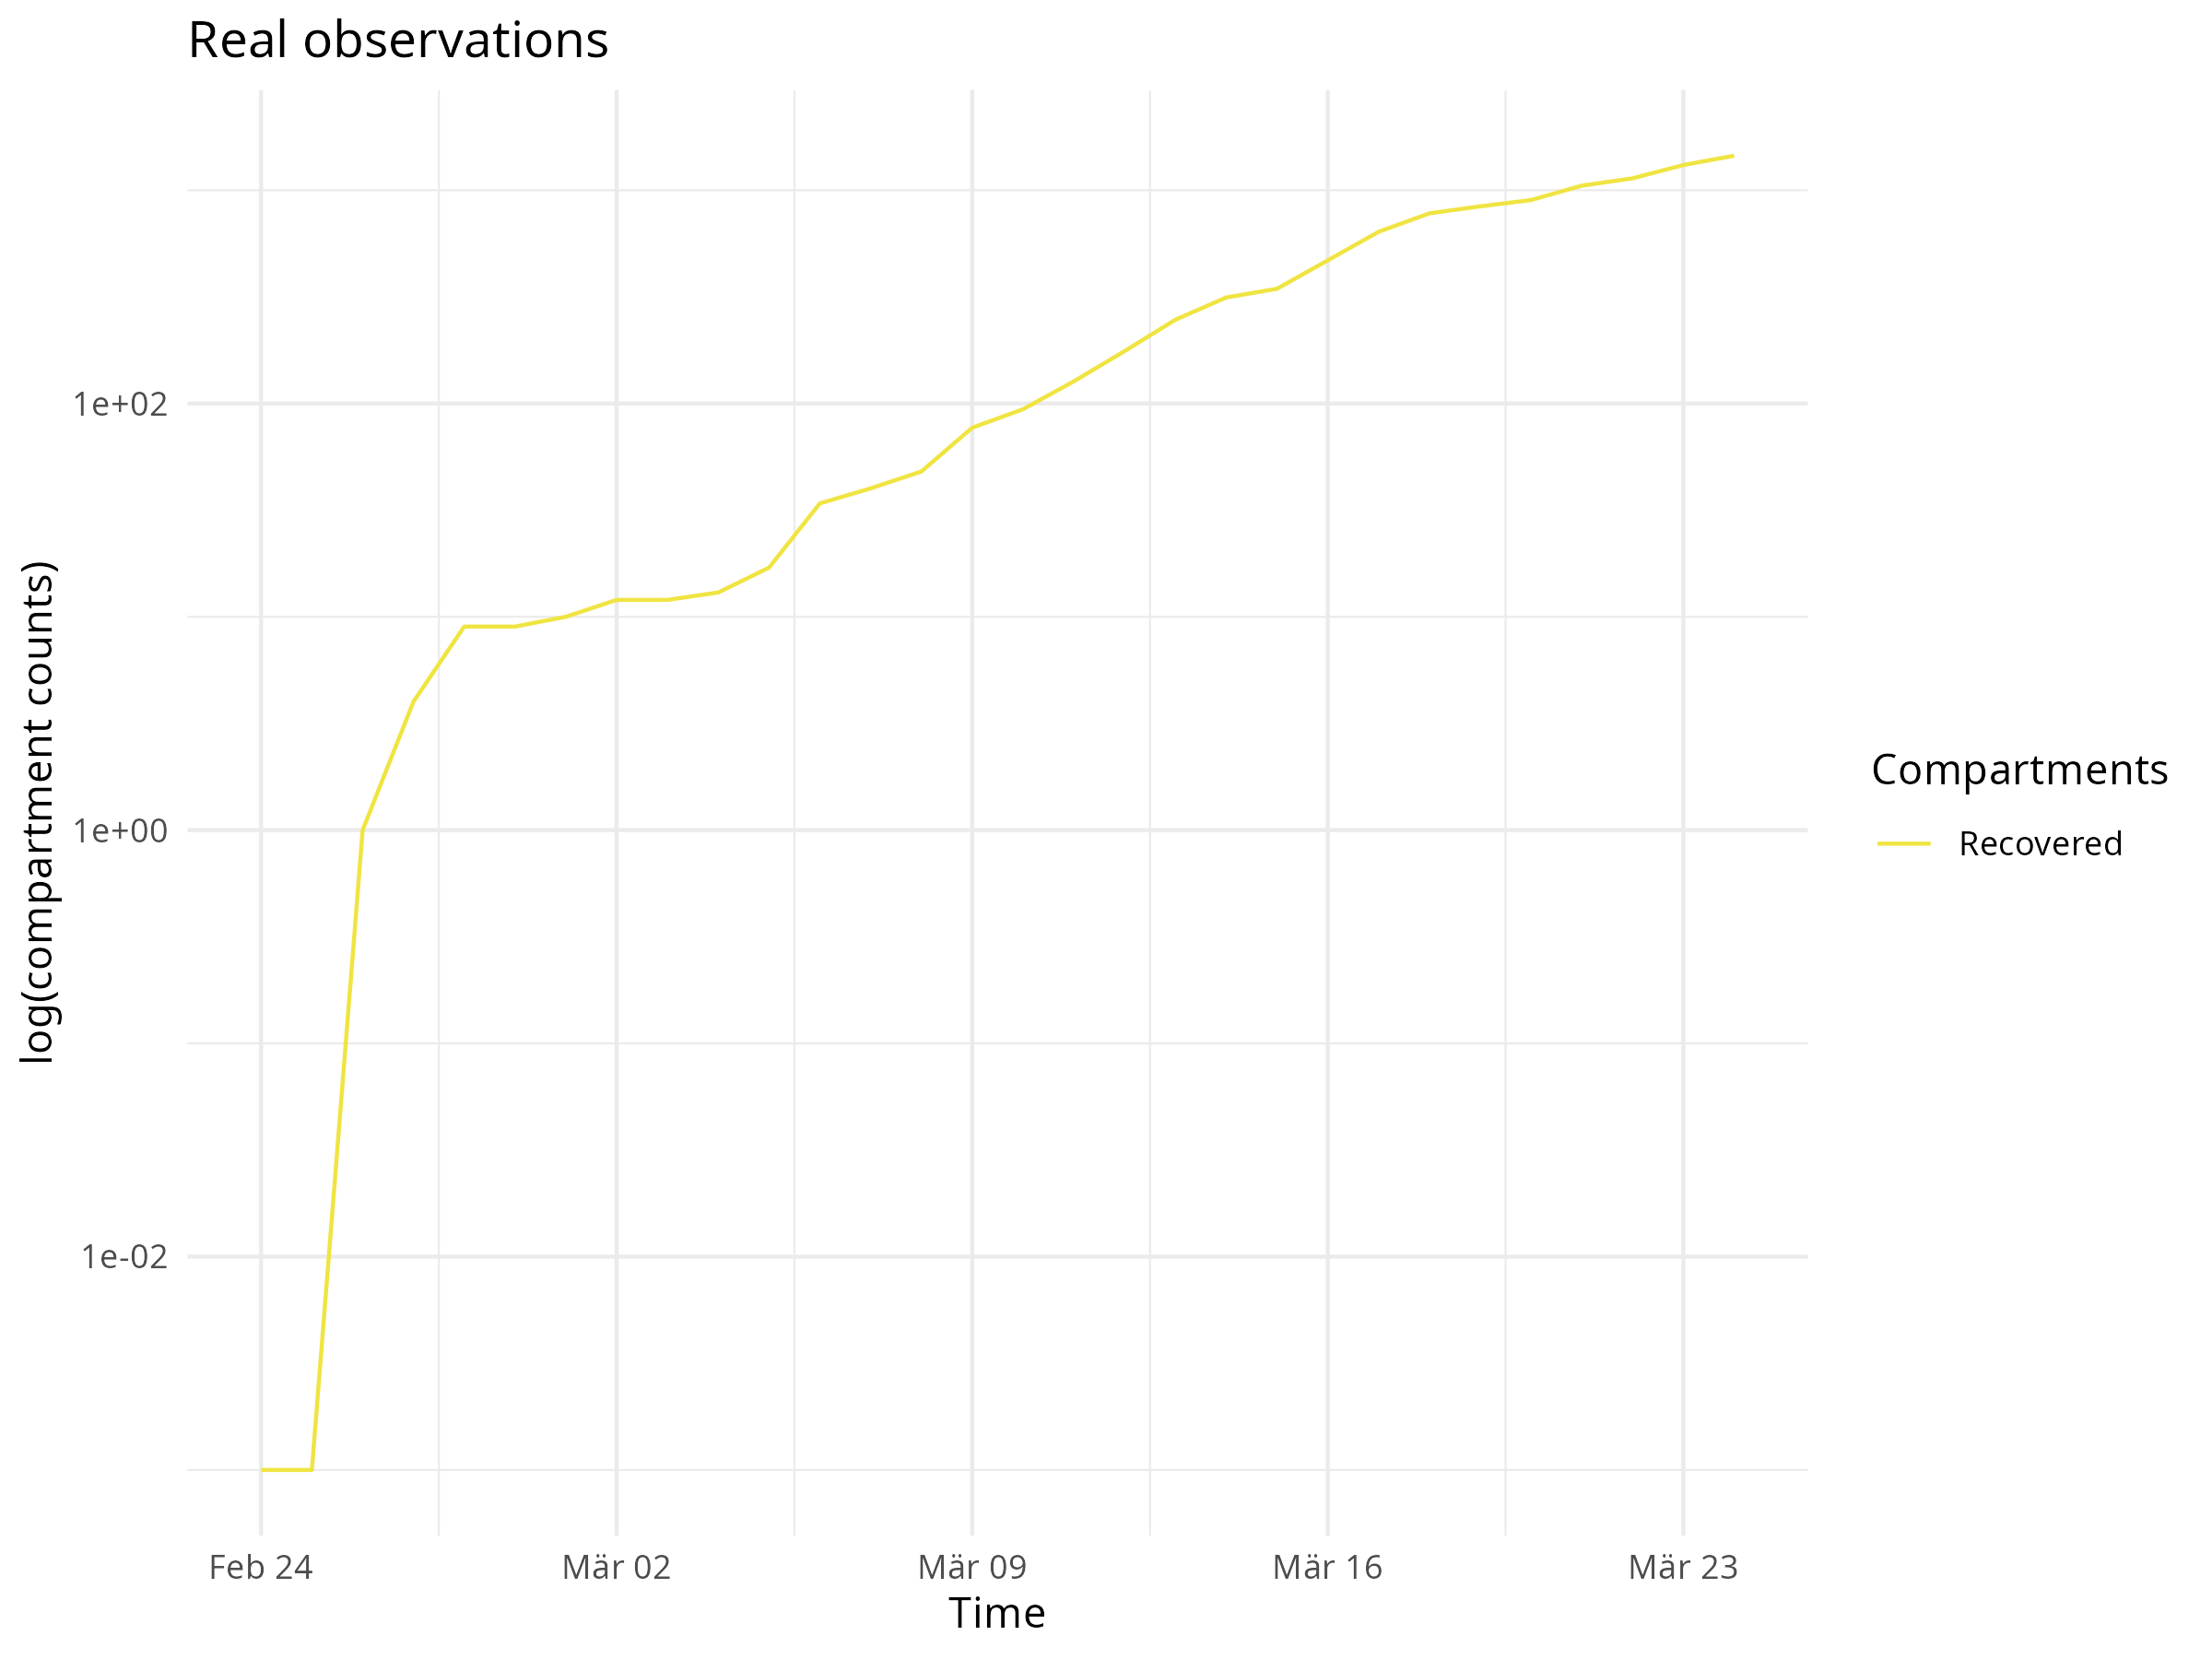 Real observations
log(compartment counts)
1e+02
1e+00
1e-02
Feb 24
Mär 02
Mär 09
Mär 16
Mär 23
Time
Compartments
Recovered